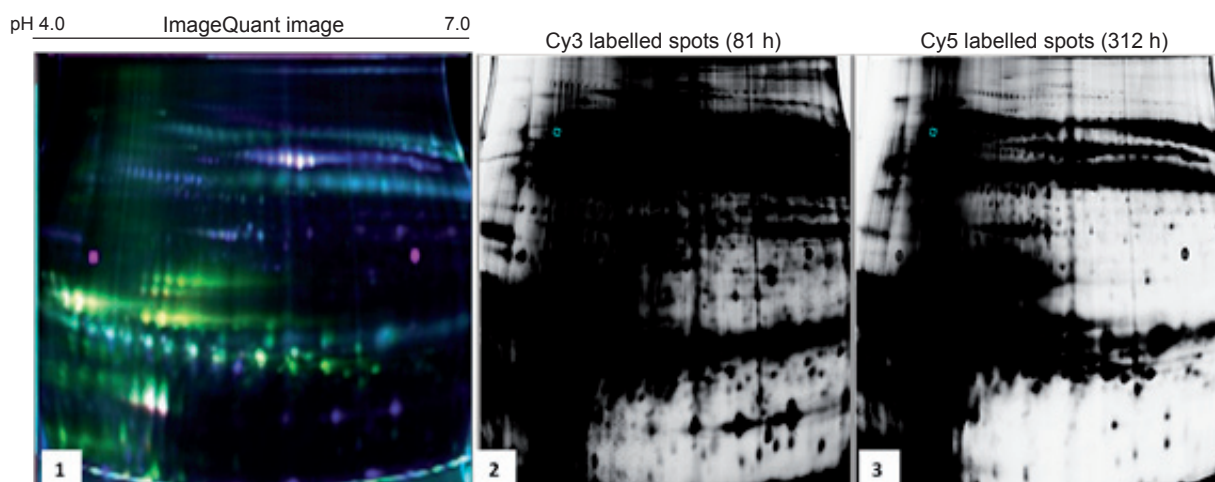 pH 4.0 ImageQuant image 7.0
Cy3 labelled spots (81 h) Cy5 labelled spots (312 h)
1 2 3